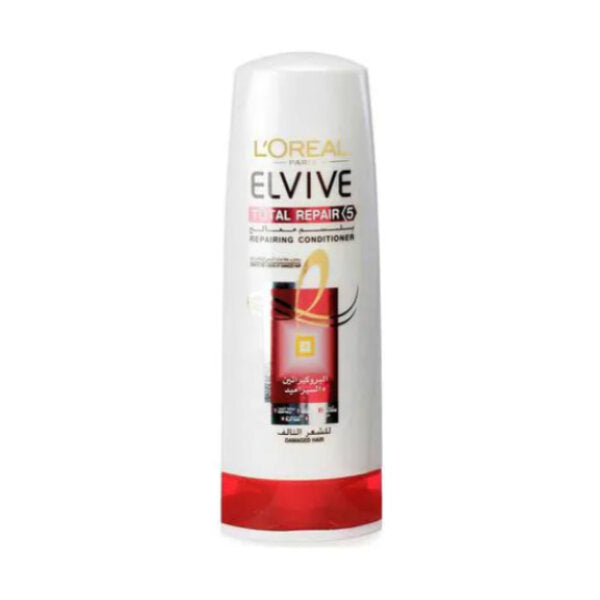 L'ORÉAL
PARIS
ELVIVE
TOTAL REPAIR 5
بلسم معالج
REPAIRING CONDITIONER
البروكيراتين
+ السيراميد
للشعر التالف
DAMAGED HAIR